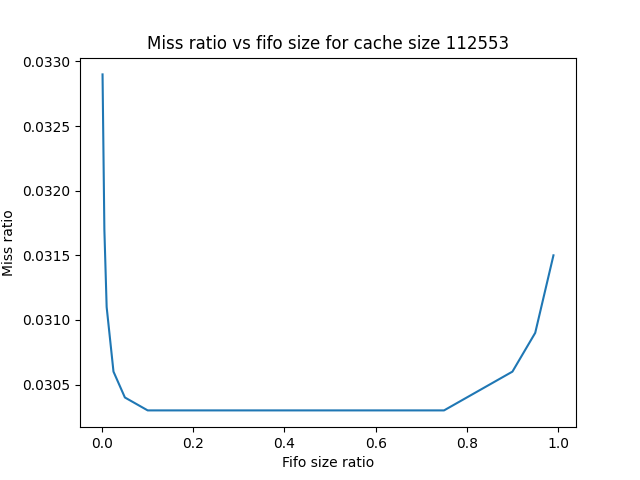 Miss ratio vs fifo size for cache size 112553
0.0330
0.0325
0.0320
0.0315
0.0310
0.0305
Miss ratio
0.0 0.2 0.4 0.6 0.8 1.0
Fifo size ratio